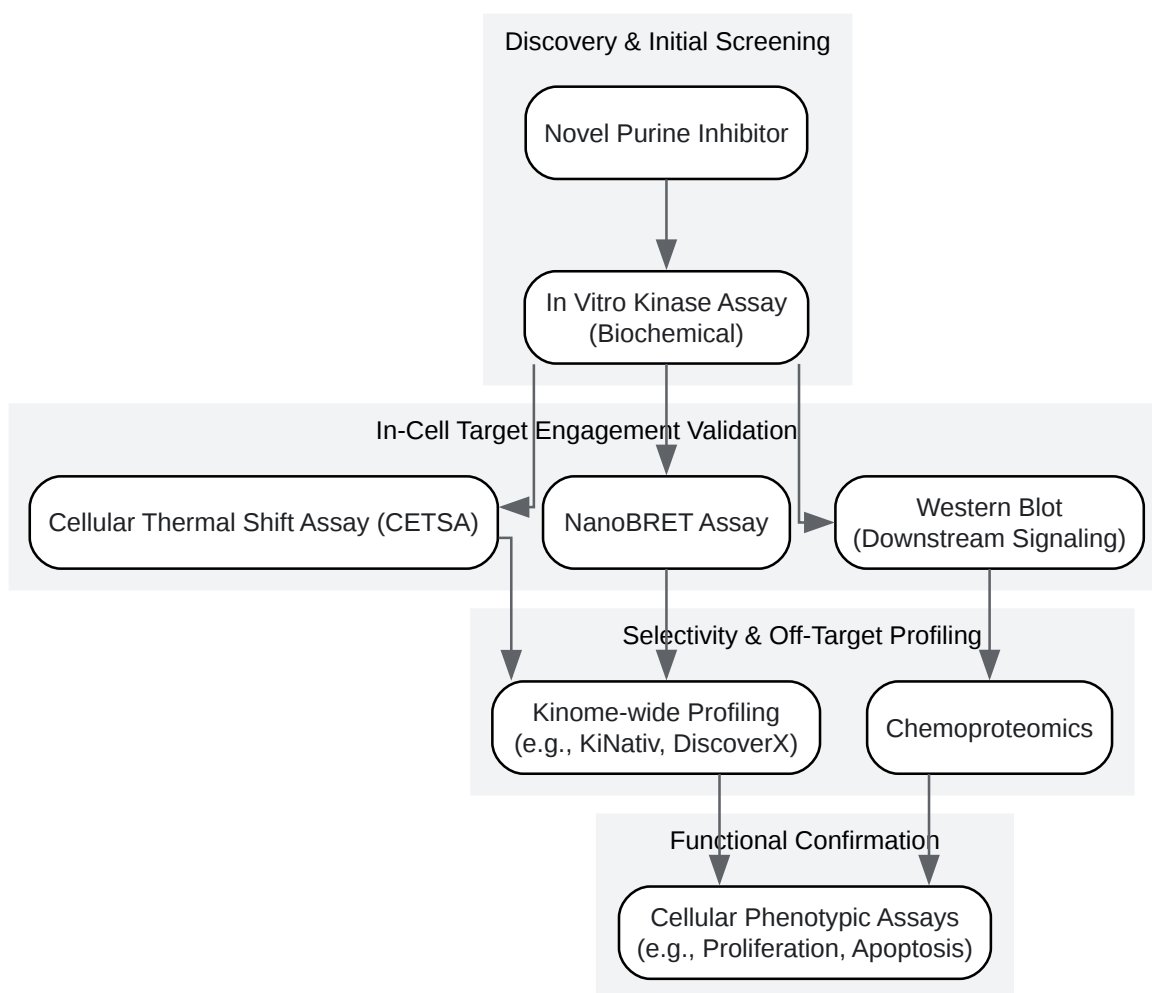 Discovery & Initial Screening
Novel Purine Inhibitor
In Vitro Kinase Assay
(Biochemical)
In-Cell Target Engagement Validation
Cellular Thermal Shift Assay (CETSA)
NanoBRET Assay
Western Blot
(Downstream Signaling)
Selectivity & Off-Target Profiling
Kinome-wide Profiling
(e.g., KiNativ, DiscoverX)
Chemoproteomics
Functional Confirmation
Cellular Phenotypic Assays
(e.g., Proliferation, Apoptosis)